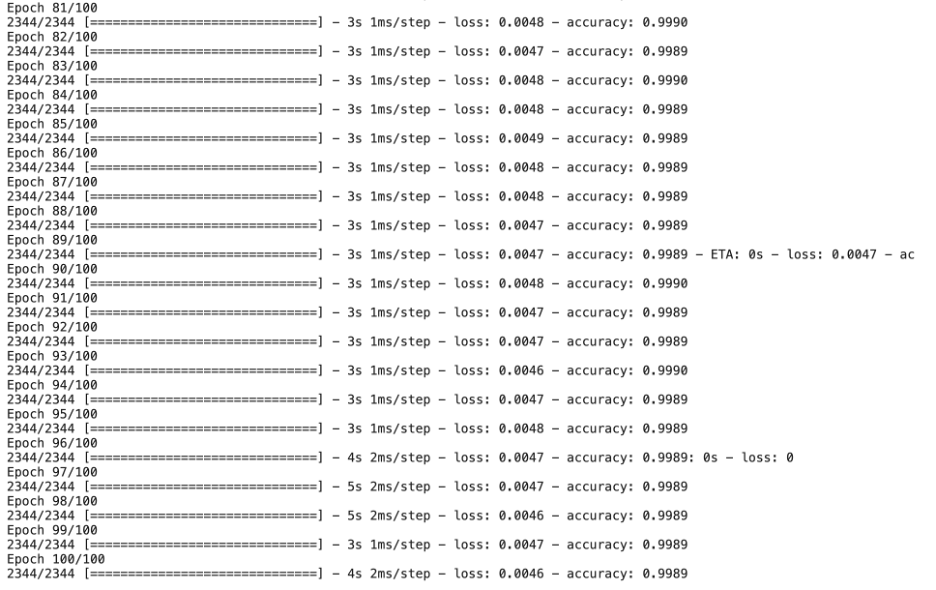 Epoch 81/100
2344/2344 [==============================] - 3s 1ms/step - loss: 0.0048 - accuracy: 0.9990
Epoch 82/100
2344/2344 [==============================] - 3s 1ms/step - loss: 0.0047 - accuracy: 0.9989
Epoch 83/100
2344/2344 [==============================] - 3s 1ms/step - loss: 0.0048 - accuracy: 0.9990
Epoch 84/100
2344/2344 [==============================] - 3s 1ms/step - loss: 0.0048 - accuracy: 0.9989
Epoch 85/100
2344/2344 [==============================] - 3s 1ms/step - loss: 0.0049 - accuracy: 0.9989
Epoch 86/100
2344/2344 [==============================] - 3s 1ms/step - loss: 0.0048 - accuracy: 0.9989
Epoch 87/100
2344/2344 [==============================] - 3s 1ms/step - loss: 0.0048 - accuracy: 0.9989
Epoch 88/100
2344/2344 [==============================] - 3s 1ms/step - loss: 0.0047 - accuracy: 0.9989
Epoch 89/100
2344/2344 [==============================] - 3s 1ms/step - loss: 0.0047 - accuracy: 0.9989 - ETA: 0s - loss: 0.0047 - ac
Epoch 90/100
2344/2344 [==============================] - 3s 1ms/step - loss: 0.0048 - accuracy: 0.9990
Epoch 91/100
2344/2344 [==============================] - 3s 1ms/step - loss: 0.0047 - accuracy: 0.9989
Epoch 92/100
2344/2344 [==============================] - 3s 1ms/step - loss: 0.0047 - accuracy: 0.9989
Epoch 93/100
2344/2344 [==============================] - 3s 1ms/step - loss: 0.0046 - accuracy: 0.9990
Epoch 94/100
2344/2344 [==============================] - 3s 1ms/step - loss: 0.0047 - accuracy: 0.9989
Epoch 95/100
2344/2344 [==============================] - 3s 1ms/step - loss: 0.0048 - accuracy: 0.9989
Epoch 96/100
2344/2344 [==============================] - 4s 2ms/step - loss: 0.0047 - accuracy: 0.9989: 0s - loss: 0
Epoch 97/100
2344/2344 [==============================] - 5s 2ms/step - loss: 0.0047 - accuracy: 0.9989
Epoch 98/100
2344/2344 [==============================] - 5s 2ms/step - loss: 0.0046 - accuracy: 0.9989
Epoch 99/100
2344/2344 [==============================] - 3s 1ms/step - loss: 0.0047 - accuracy: 0.9989
Epoch 100/100
2344/2344 [==============================] - 4s 2ms/step - loss: 0.0046 - accuracy: 0.9989